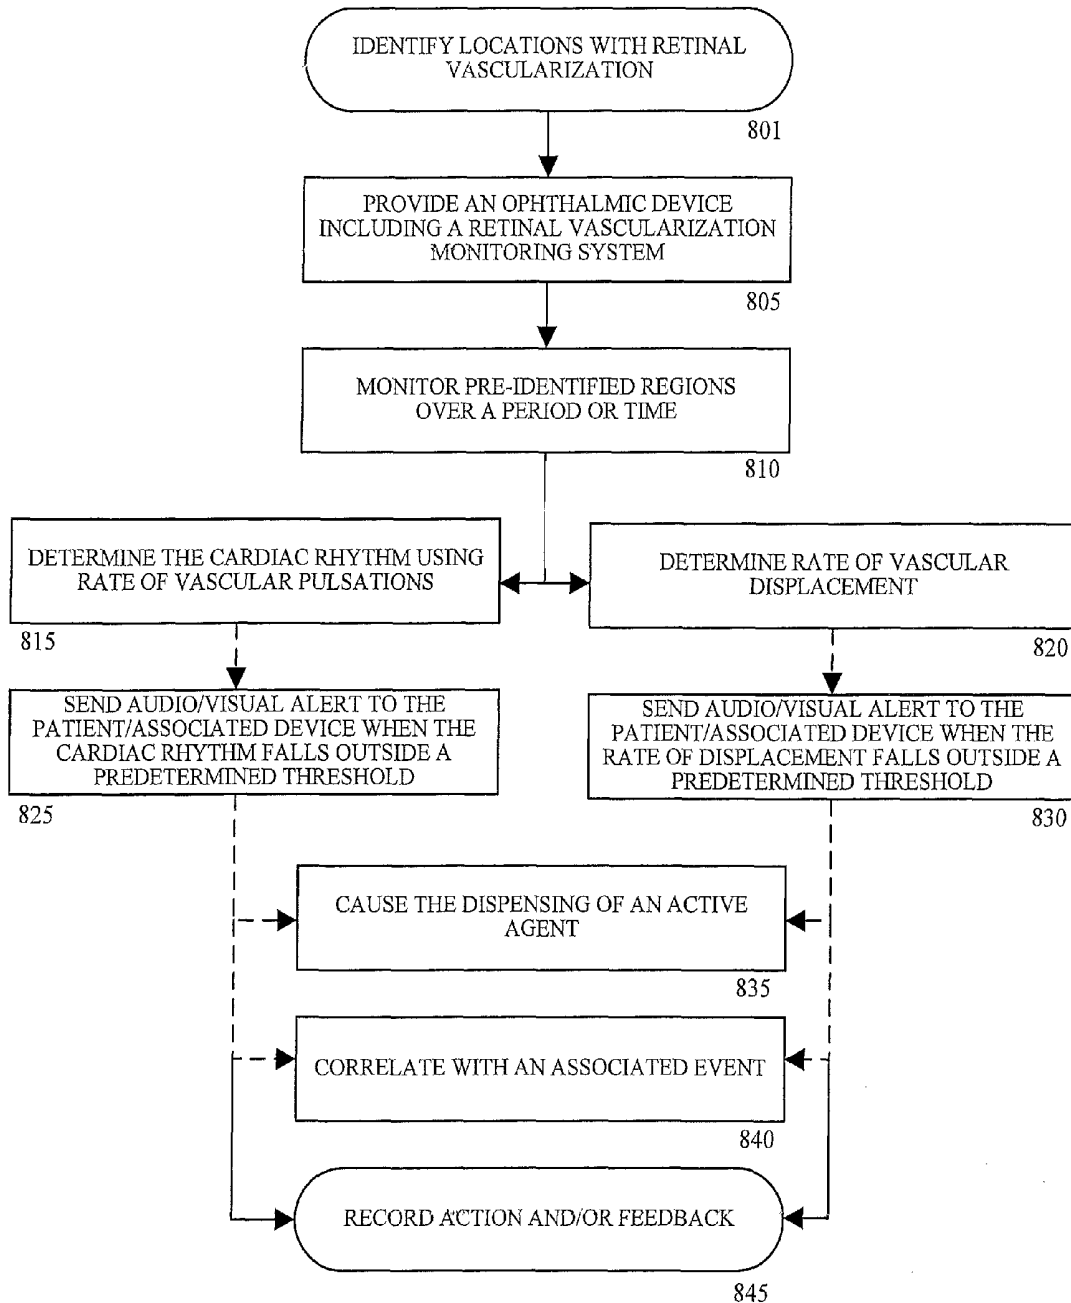 IDENTIFY LOCATIONS WITH RETINAL
VASCULARIZATION
801
PROVIDE AN OPHTHALMIC DEVICE
INCLUDING A RETINAL VASCULARIZATION
MONITORING SYSTEM
805
MONITOR PRE-IDENTIFIED REGIONS
OVER A PERIOD OR TIME
810
DETERMINE THE CARDIAC RHYTHM USING
RATE OF VASCULAR PULSATIONS
815
DETERMINE RATE OF VASCULAR
DISPLACEMENT
820
SEND AUDIO/VISUAL ALERT TO THE
PATIENT/ASSOCIATED DEVICE WHEN THE
CARDIAC RHYTHM FALLS OUTSIDE A
PREDETERMINED THRESHOLD
825
SEND AUDIO/VISUAL ALERT TO THE
PATIENT/ASSOCIATED DEVICE WHEN THE
RATE OF DISPLACEMENT FALLS OUTSIDE A
PREDETERMINED THRESHOLD
830
CAUSE THE DISPENSING OF AN ACTIVE
AGENT
835
CORRELATE WITH AN ASSOCIATED EVENT
840
RECORD ACTION AND/OR FEEDBACK
845